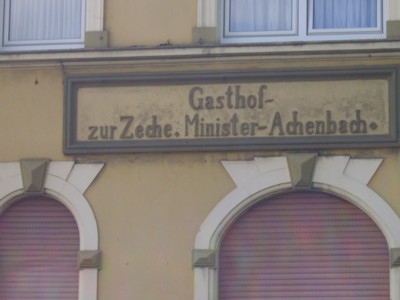 Gasthof-
zur Zeche. Minister-Achenbach.